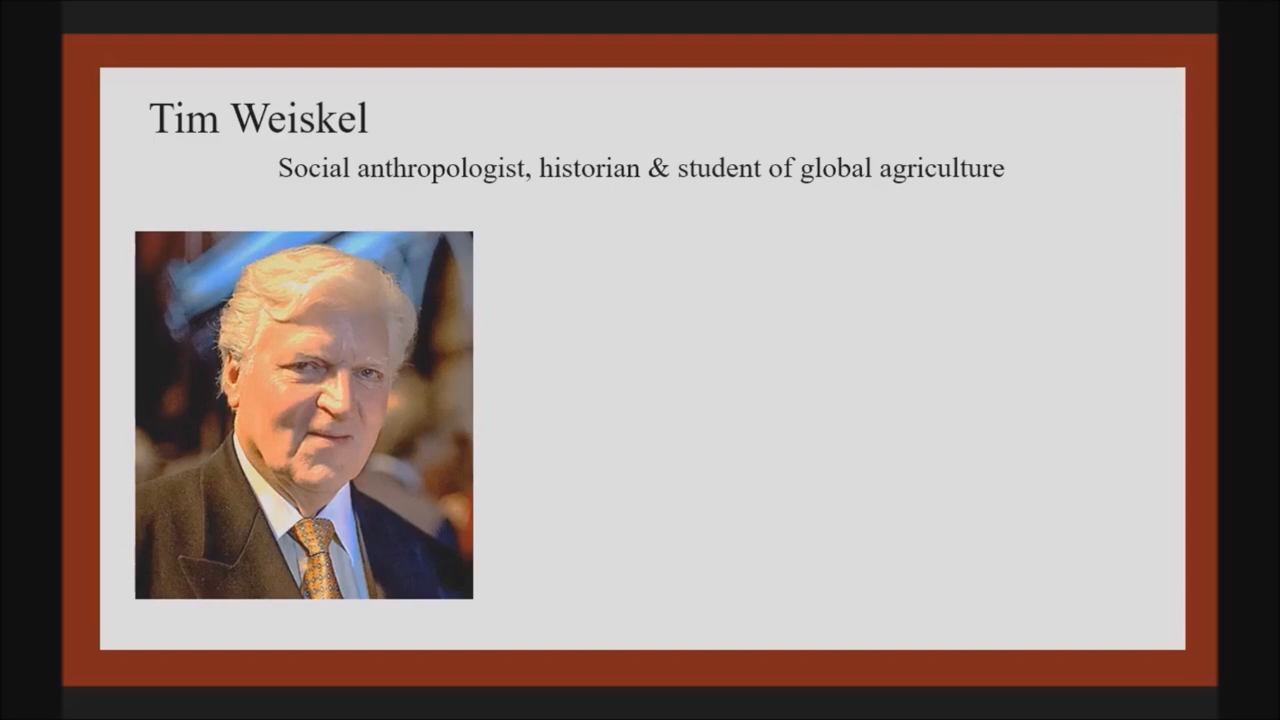 Tim Weiskel
Social anthropologist, historian & student of global agriculture